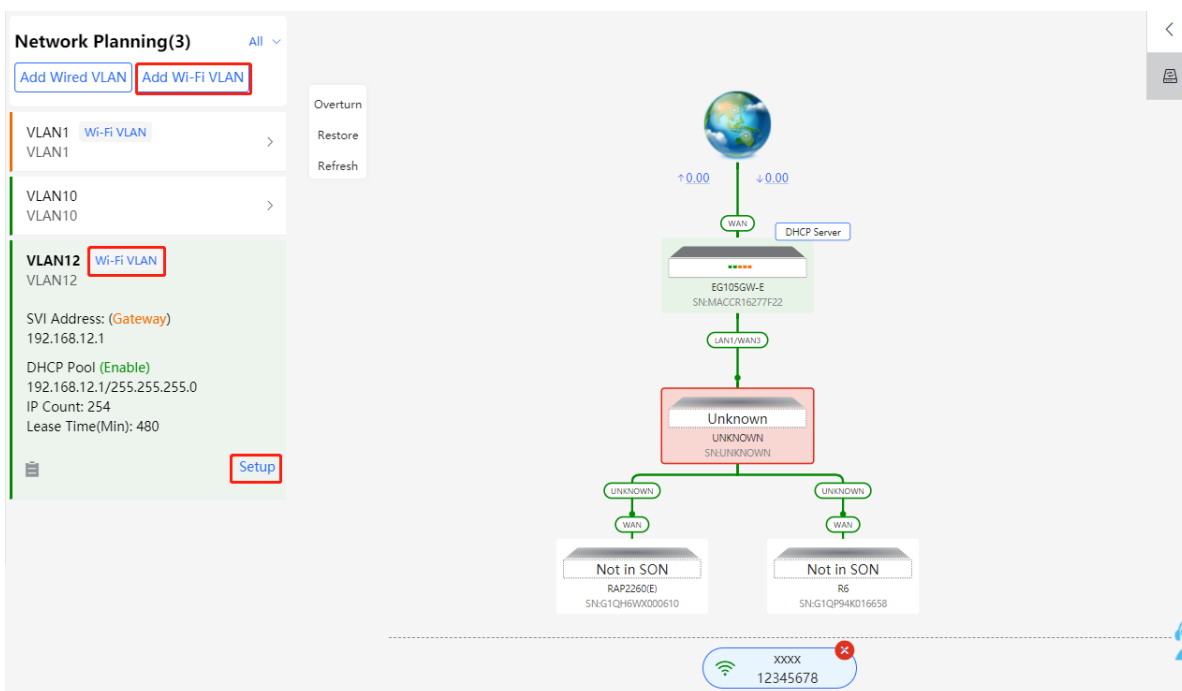 Network Planning(3)
All
Add Wired VLAN
Add Wi-Fi VLAN
VLAN1 Wi-Fi VLAN
VLAN1
VLAN10
VLAN10
VLAN12 Wi-Fi VLAN
VLAN12
SVI Address: (Gateway)
192.168.12.1
DHCP Pool (Enable)
192.168.12.1/255.255.255.0
IP Count: 254
Lease Time(Min): 480
Setup
Overturn
Restore
Refresh
↑0.00 ↓0.00
WAN
DHCP Server
EG105GW-E
SN:MACCR16277F22
LAN1/WAN3
Unknown
UNKNOWN
SN:UNKNOWN
UNKNOWN UNKNOWN
WAN WAN
Not in SON
RAP2260(E)
SN:G1QH6WX000610
Not in SON
R6
SN:G1QP94K016658
xxxx
12345678